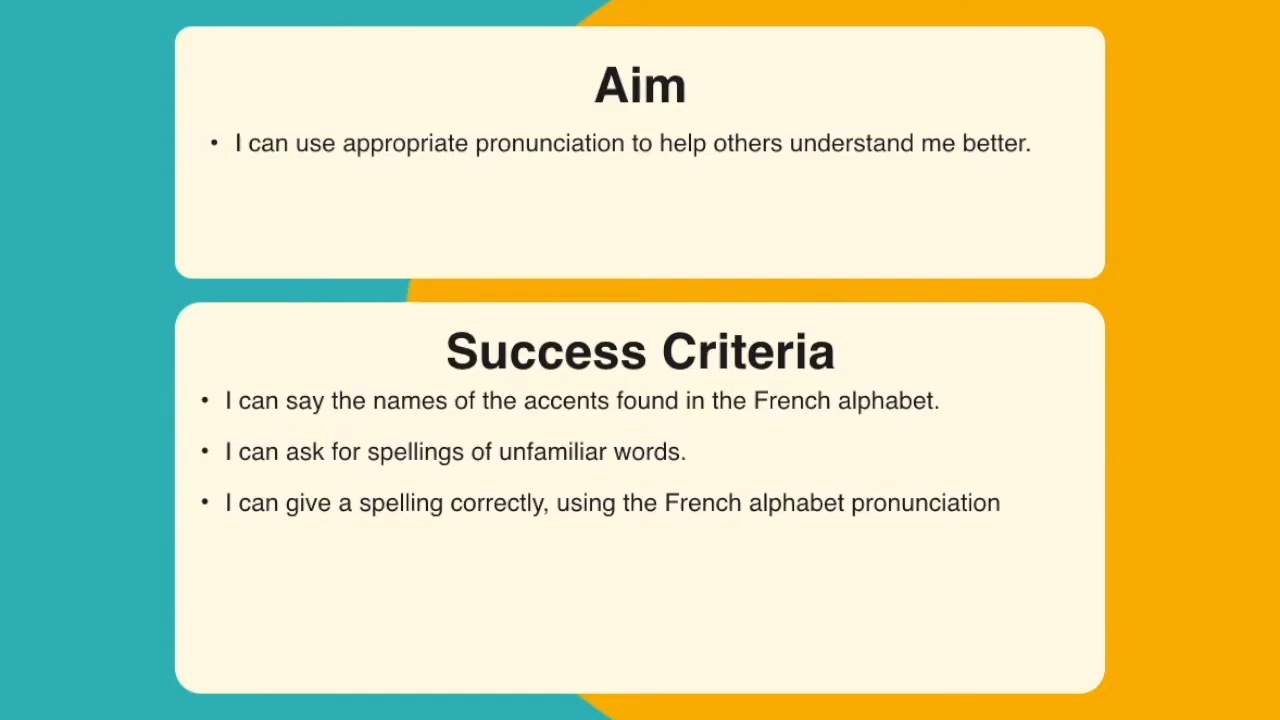 Aim
• I can use appropriate pronunciation to help others understand me better.
Success Criteria
• I can say the names of the accents found in the French alphabet.
• I can ask for spellings of unfamiliar words.
• I can give a spelling correctly, using the French alphabet pronunciation